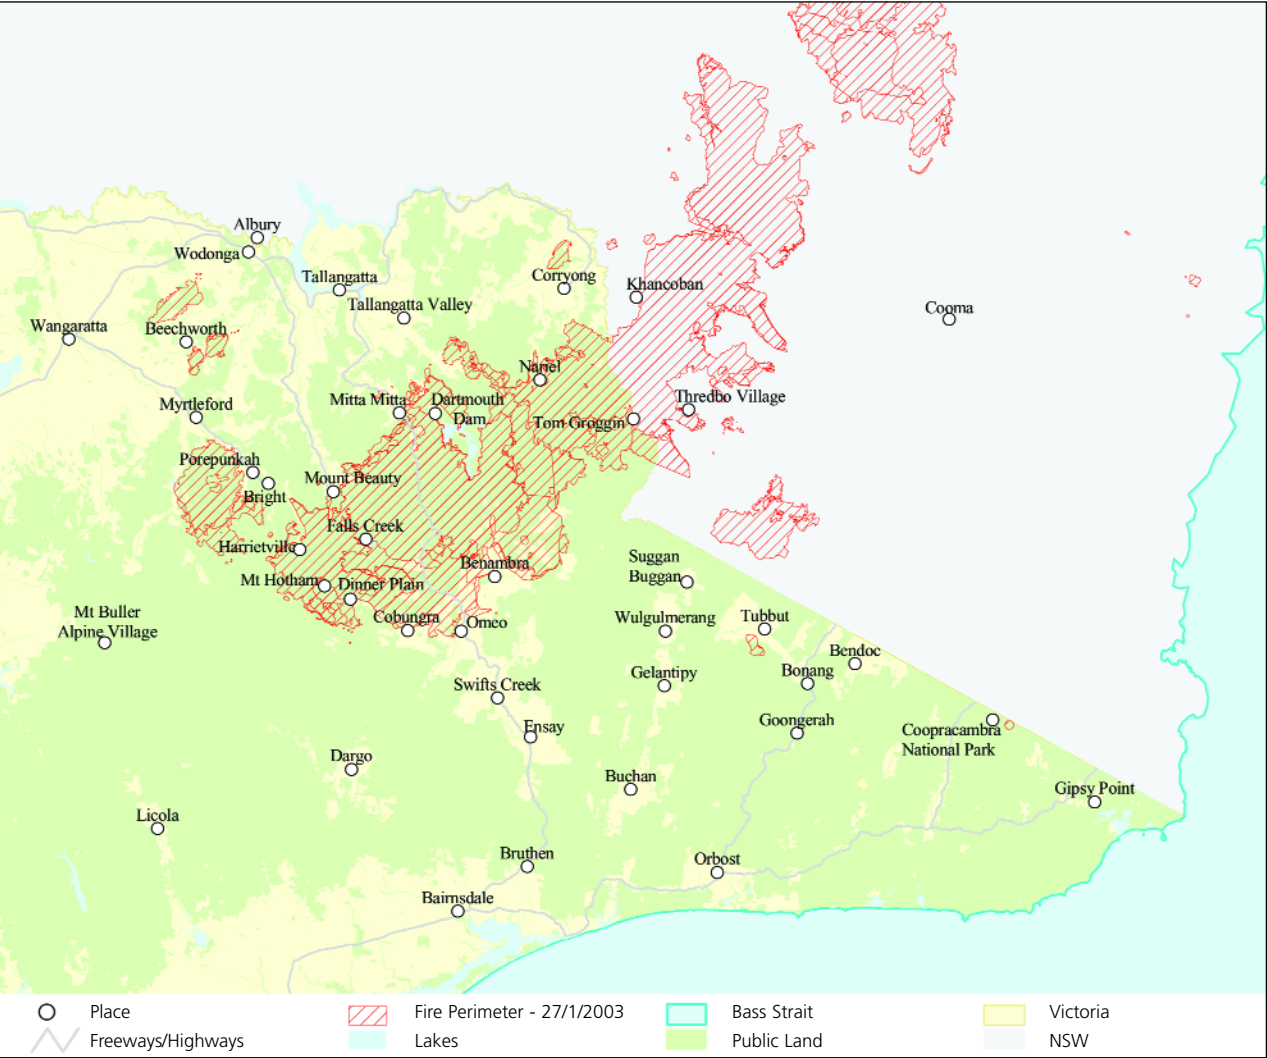 Albury
Wodonga
Tallangatta
Corryong
Khancoban
Tallangatta Valley
Cooma
Wangaratta
Beechworth
Nariel
Myrtleford
Mitta Mitta
Dartmouth
Dam
Thredbo Village
Tom Groggin
Porepunkah
Bright
Mount Beauty
Falls Creek
Harrietville
Benambra
Suggan
Buggan
Mt Hotham
Dinner Plain
Mt Buller
Alpine Village
Cobungra
Omeo
Wulgulmerang
Tubbut
Bendoc
Gelantipy
Bonang
Swifts Creek
Ensay
Goongerah
Coopracambra
National Park
Dargo
Buchan
Gipsy Point
Licola
Bruthen
Orbost
Bairnsdale
Place
Fire Perimeter - 27/1/2003
Bass Strait
Victoria
Freeways/Highways
Lakes
Public Land
NSW